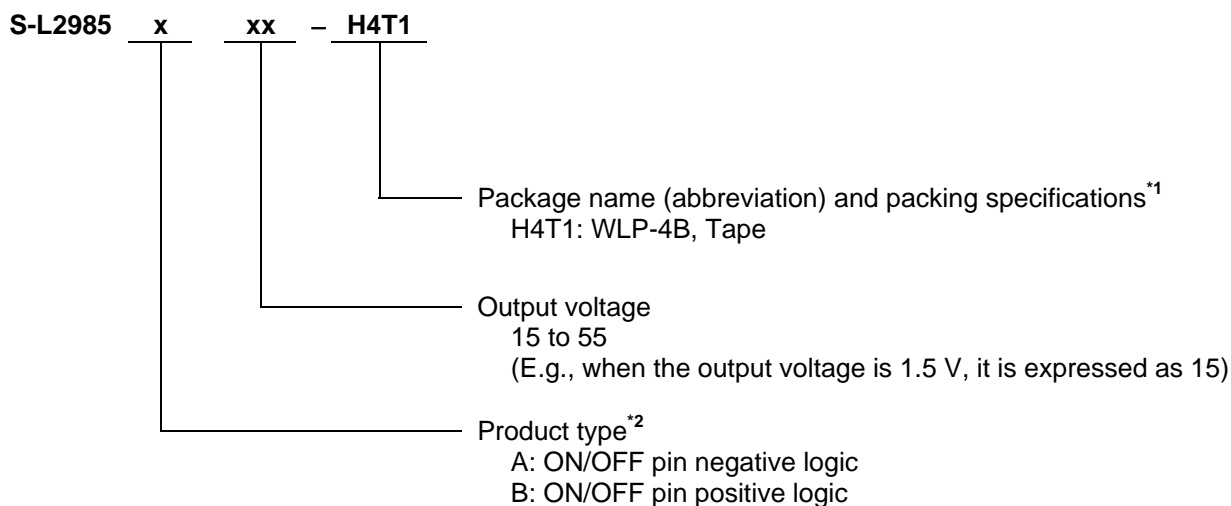 S-L2985 x xx – H4T1
Package name (abbreviation) and packing specifications*1
H4T1: WLP-4B, Tape
Output voltage
15 to 55
(E.g., when the output voltage is 1.5 V, it is expressed as 15)
Product type*2
A: ON/OFF pin negative logic
B: ON/OFF pin positive logic